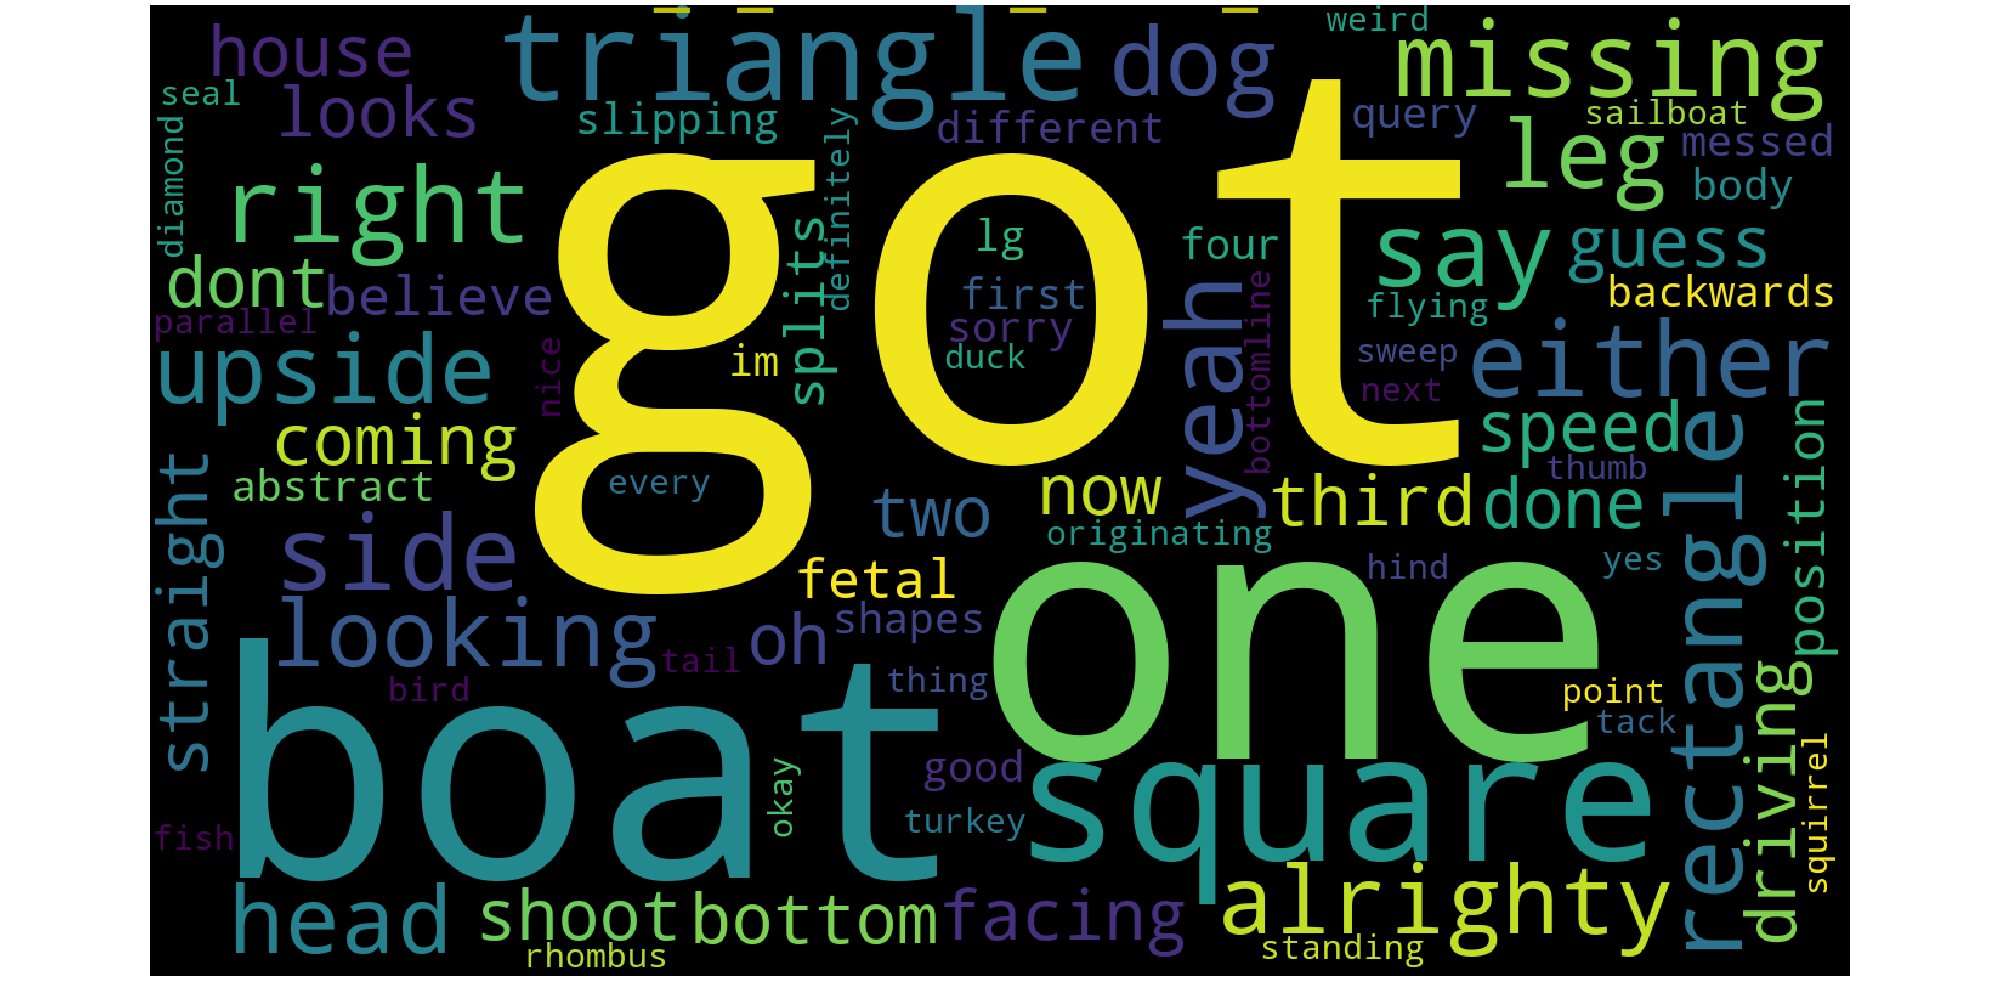 weird
house
triangle
dog
missing
seal
looks
slipping
different
query
sailboat
diamond
definitely
leg
messed
right
got
body
splits
lg
four
say
guess
dont
believe
first
flying
backwards
parallel
sorry
yeah
bottomline
upside
nice
im
duck
sweep
either
next
coming
speed
straight
abstract
every
two
now
third
thumb
done
rectangle
position
originating
side
fetal
hind
yes
looking
oh
shapes
one
tail
bird
thing
point
boat
tack
driving
okay
good
square
squirrel
turkey
fish
head
shoot
bottom
facing
alrighty
rhombus
standing